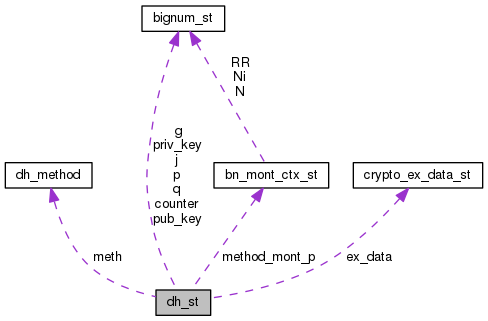 bignum_st
RR
Ni
N
g
priv_key
j
p
q
counter
pub_key
dh_method
bn_mont_ctx_st
crypto_ex_data_st
meth
method_mont_p
ex_data
dh_st